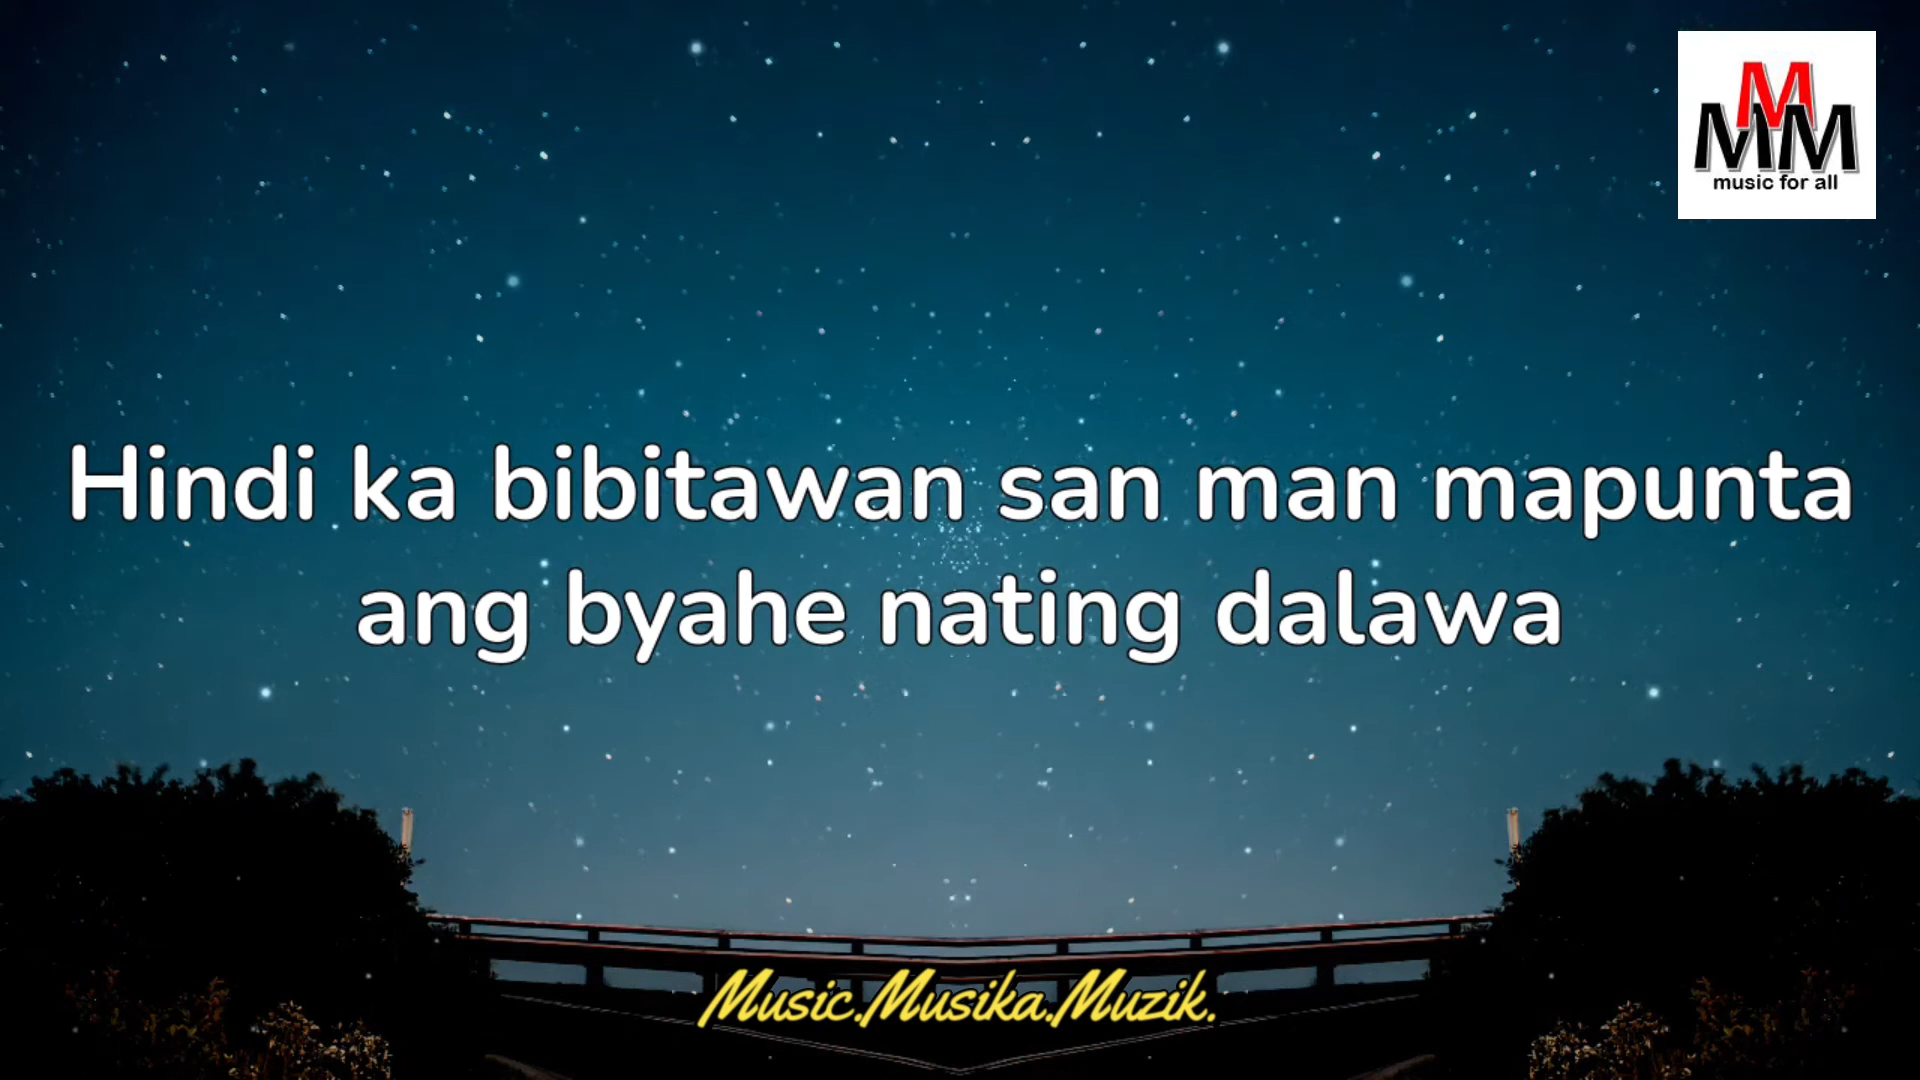 M
MMM
music for all
Hindi ka bibitawan san man mapunta
ang byahe nating dalawa
Music.Musika.Muzik.